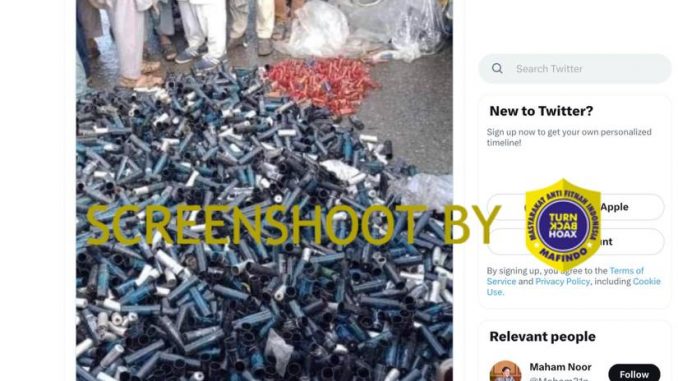 Search Twitter
New to Twitter?
Sign up now to get your own personalized
timeline!
Apple
unt
By signing up, you agree to the Terms of
Service and Privacy Policy, including Cookie
Use.
Relevant people
Maham Noor
Follow
SCREENSHOOT BY
MASYARAKAT ANTI FITNAH INDONESIA
TURN
BACK
HOAX
MAFINDO